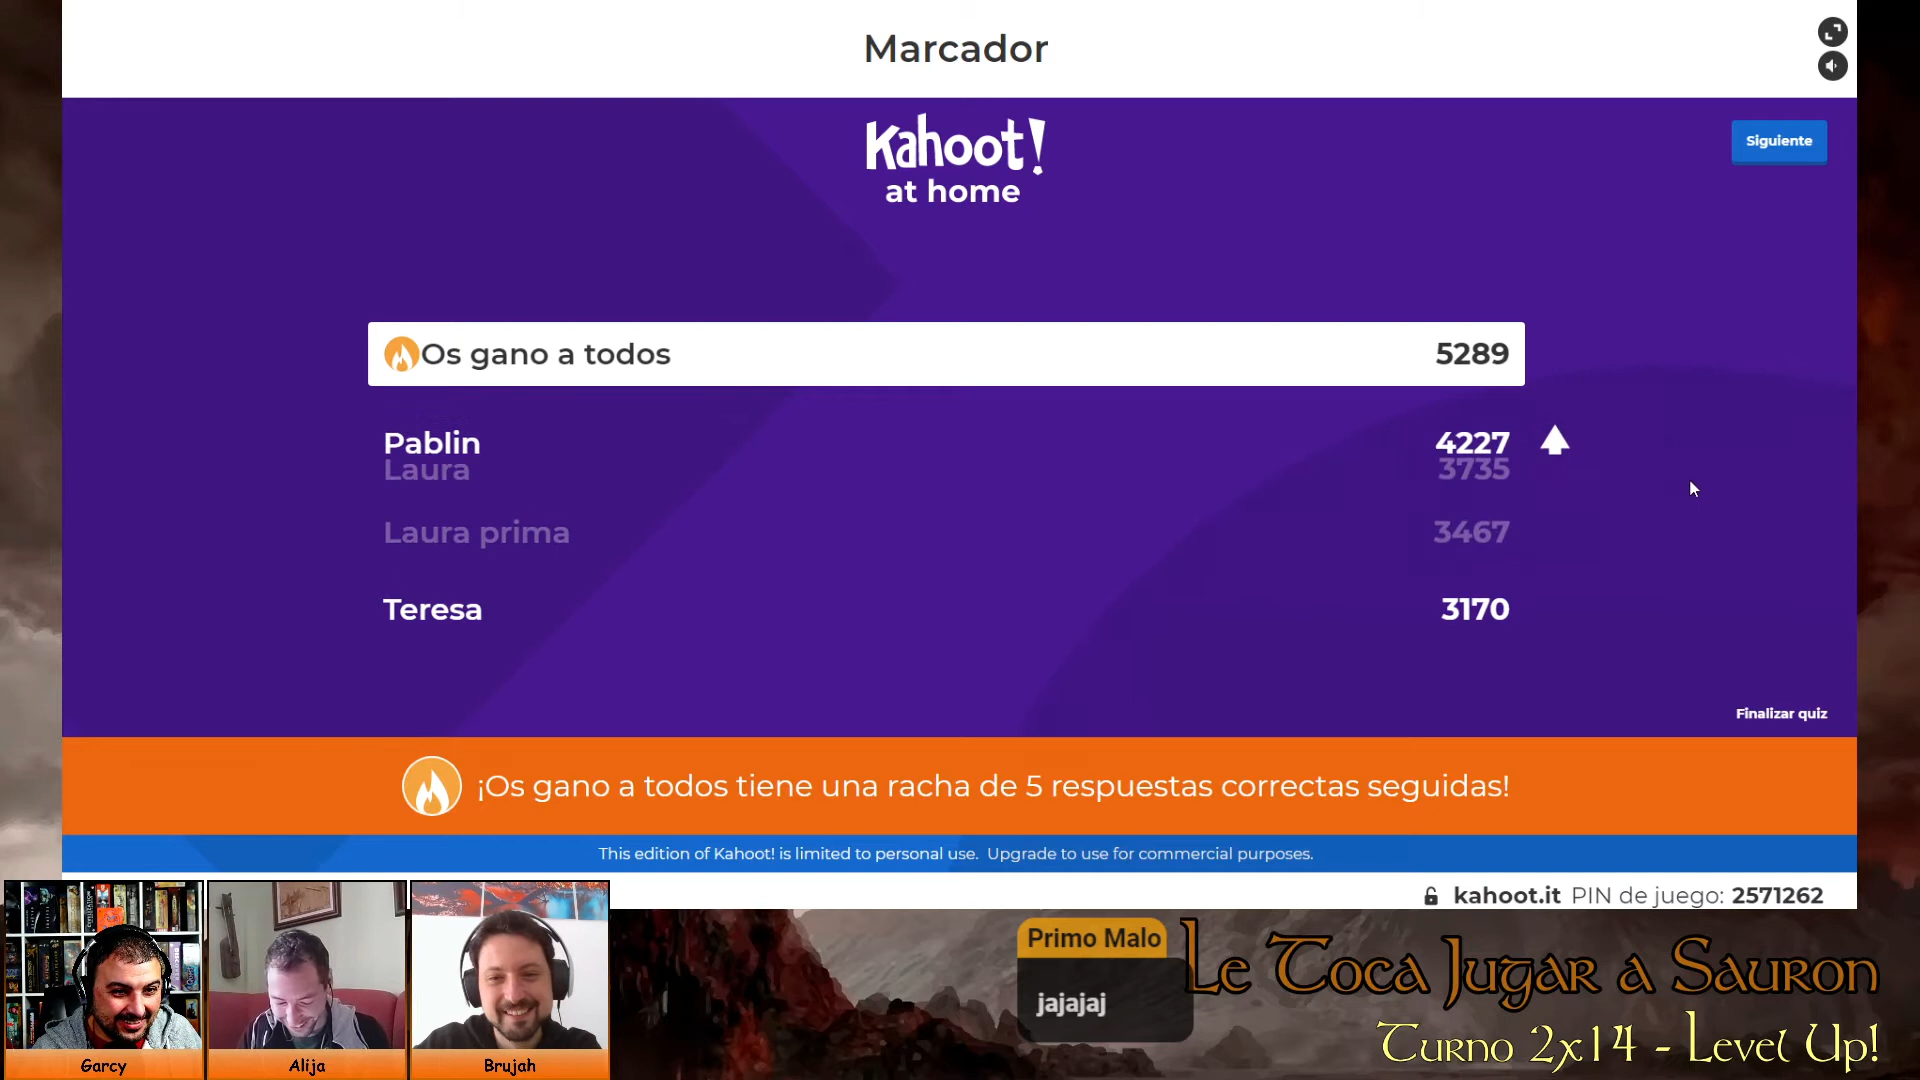 Marcador
Kahoot!
at home
Siguiente
Os gano a todos 5289
Pablin 4227
Laura 3735
Laura prima 3467
Teresa 3170
Finalizar quiz
¡Os gano a todos tiene una racha de 5 respuestas correctas seguidas!
This edition of Kahoot! is limited to personal use. Upgrade to use for commercial purposes.
kahoot.it PIN de juego: 2571262
Primo Malo
jajajaj
Le Toca Jugar a Sauron
Turno 2x14 - Level Up!
Garcy
Alija
Brujah